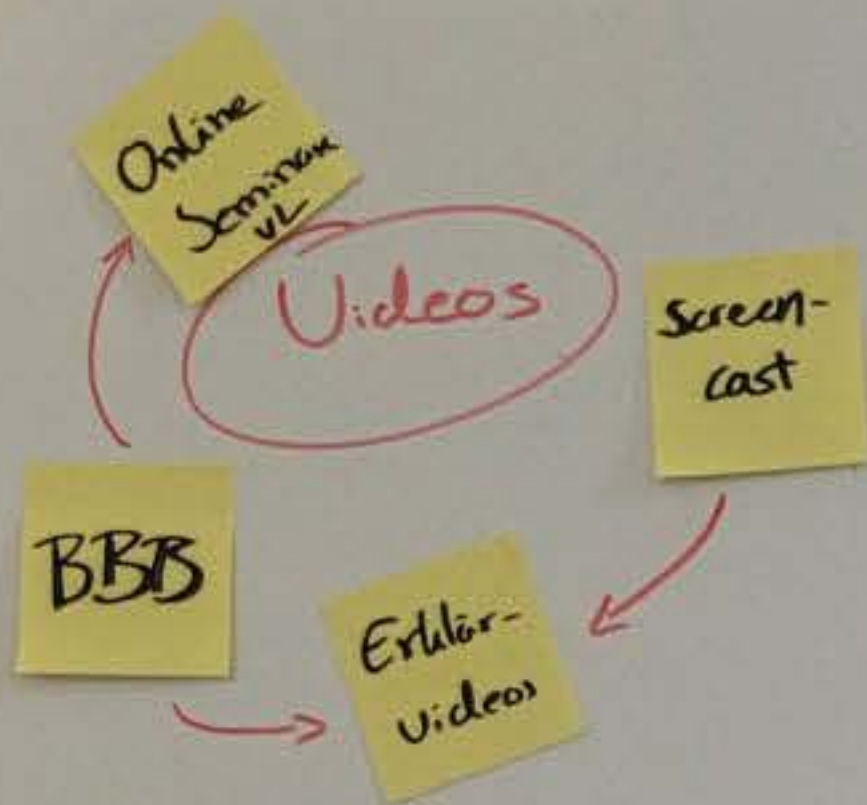 Online
Seminar
VL
Videos
Screen-
cast
BBB
Erklär-
videos